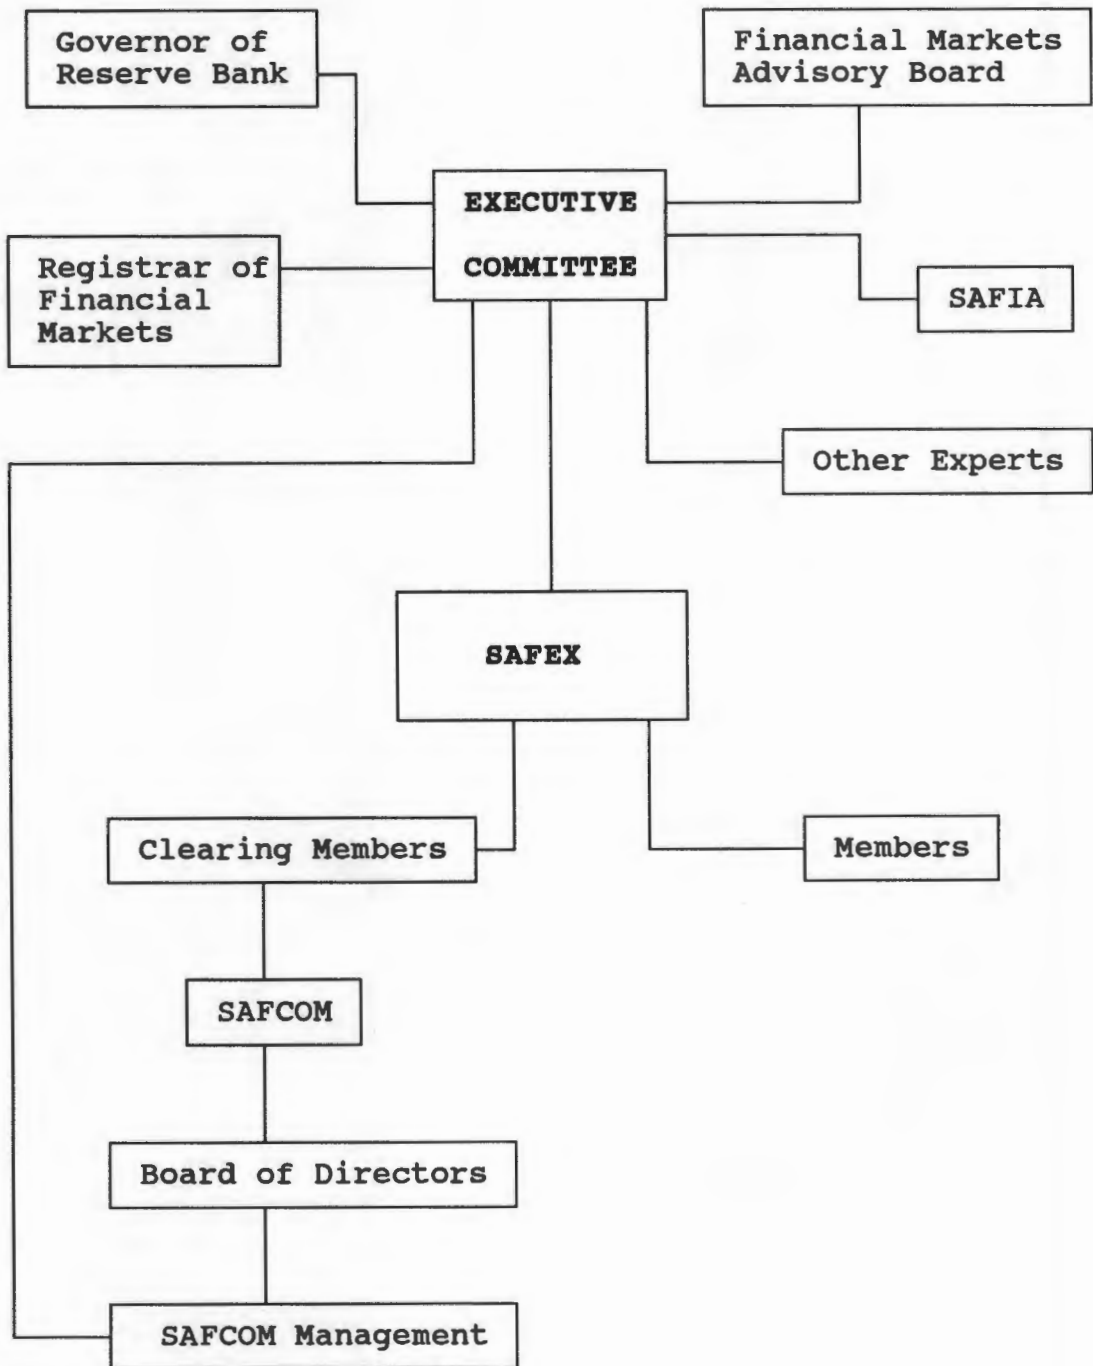 Governor of
Reserve Bank
Financial Markets
Advisory Board
EXECUTIVE
COMMITTEE
Registrar of
Financial
Markets
SAFIA
Other Experts
SAFEX
Clearing Members
Members
SAFCOM
Board of Directors
SAFCOM Management